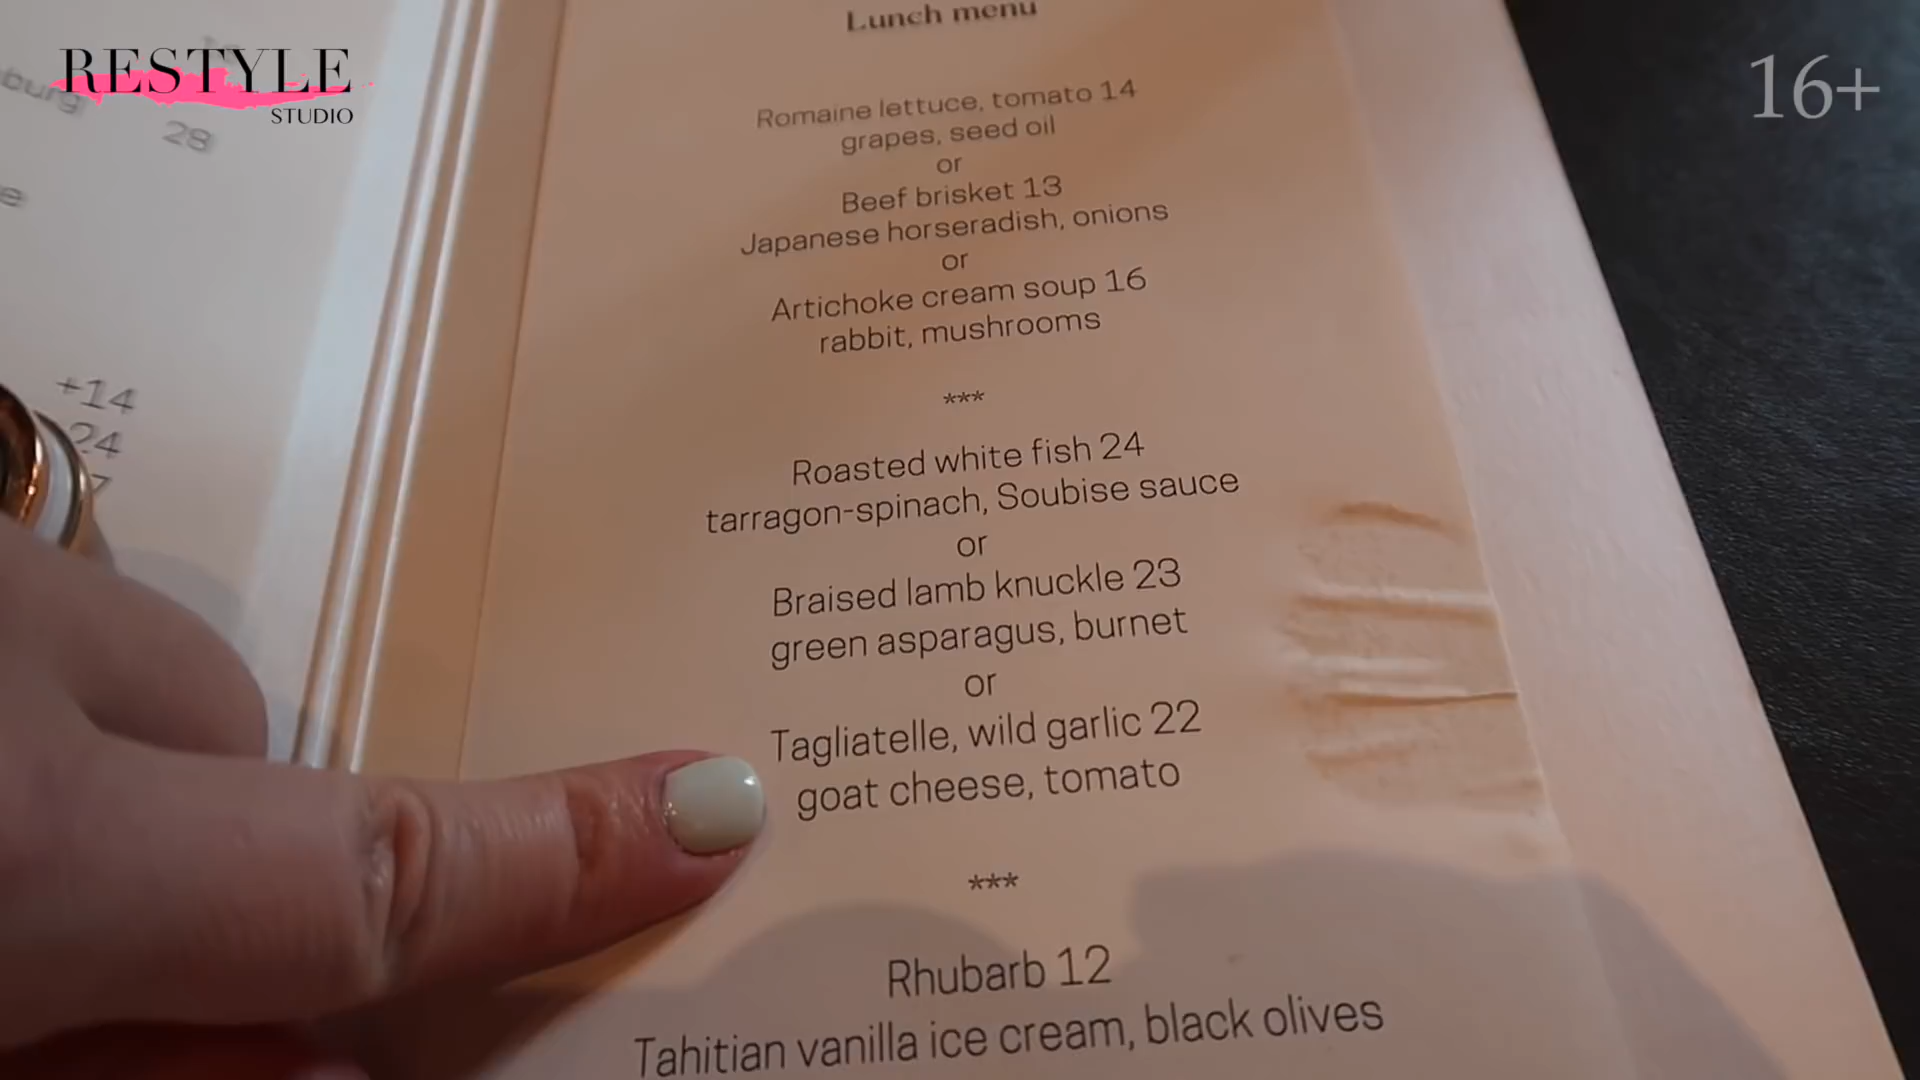 RESTYLE
STUDIO
16+
burg
28
e
+14
24
7
Lunch menu
Romaine lettuce, tomato 14
grapes, seed oil
or
Beef brisket 13
Japanese horseradish, onions
or
Artichoke cream soup 16
rabbit, mushrooms
***
Roasted white fish 24
tarragon-spinach, Soubise sauce
or
Braised lamb knuckle 23
green asparagus, burnet
or
Tagliatelle, wild garlic 22
goat cheese, tomato
***
Rhubarb 12
Tahitian vanilla ice cream, black olives